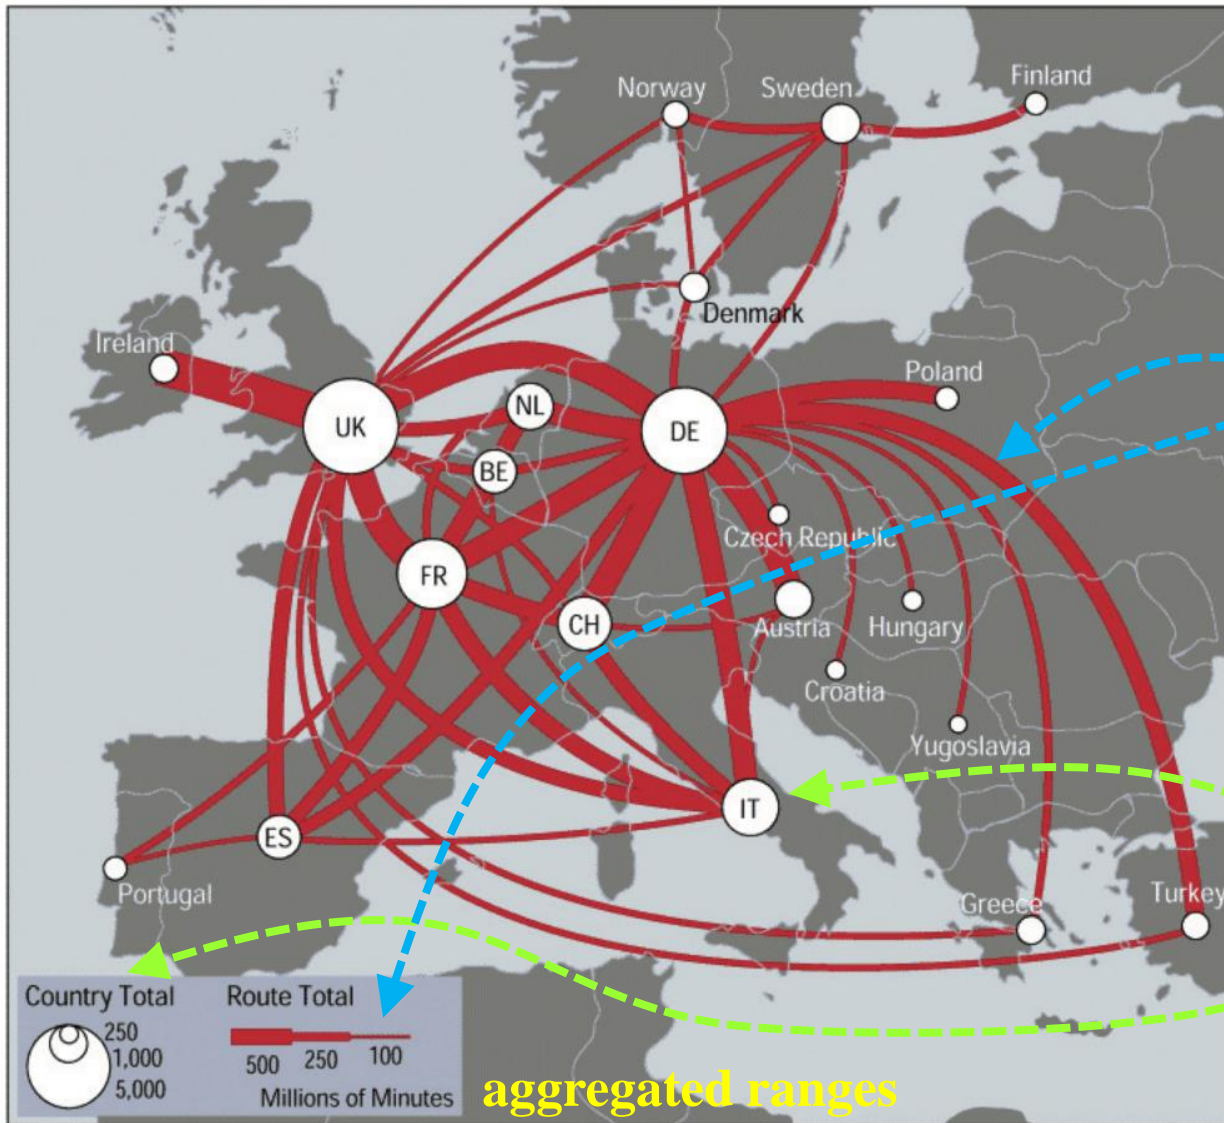 Norway
Sweden
Finland
Denmark
Ireland
Poland
UK
NL
DE
BE
Czech Republic
FR
CH
Austria
Hungary
Croatia
Yugoslavia
IT
ES
Portugal
Greece
Turkey
Country Total
250
1,000
5,000
Route Total
500 250 100
Millions of Minutes
aggregated ranges